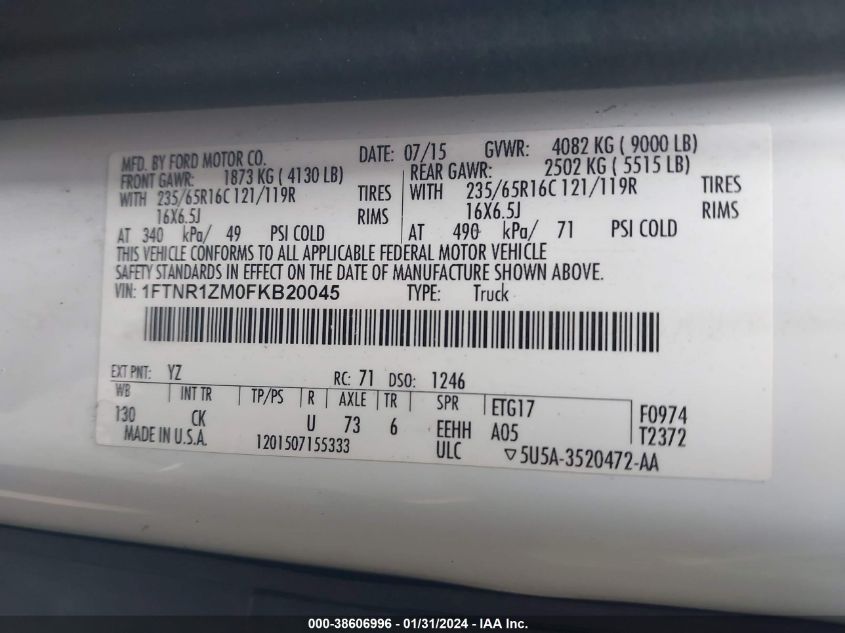 MFD. BY FORD MOTOR CO. DATE: 07/15 GVWR: 4082 KG ( 9000 LB)
FRONT GAWR: 1873 KG ( 4130 LB) REAR GAWR: 2502 KG ( 5515 LB)
WITH 235/65R16C 121/119R TIRES WITH 235/65R16C 121/119R TIRES
16X6.5J RIMS 16X6.5J RIMS
AT 340 kPa/ 49 PSI COLD AT 490 kPa/ 71 PSI COLD
THIS VEHICLE CONFORMS TO ALL APPLICABLE FEDERAL MOTOR VEHICLE
SAFETY STANDARDS IN EFFECT ON THE DATE OF MANUFACTURE SHOWN ABOVE.
VIN: 1FTNR1ZM0FKB20045 TYPE: Truck
EXT PNT: YZ RC: 71 DSO: 1246
WB INT TR TP/PS R AXLE TR SPR ETG17 F0974
130 CK U 73 6 EEHH A05 T2372
MADE IN U.S.A. 1201507155333 ULC ▽5U5A-3520472-AA
000-38606996 - 01/31/2024 - IAA Inc.